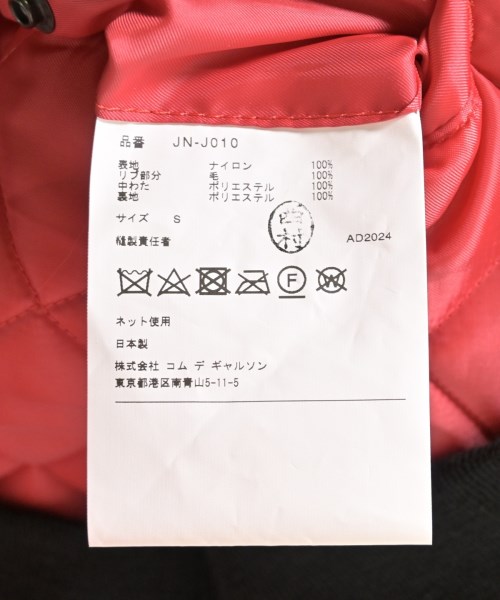 品番 JN-J010
表地 ナイロン 100%
リブ部分 毛 100%
中わた ポリエステル 100%
裏地 ポリエステル 100%
サイズ S
縫製責任者
AD2024
F W
ネット使用
日本製
株式会社 コム デ ギャルソン
東京都港区南青山5-11-5